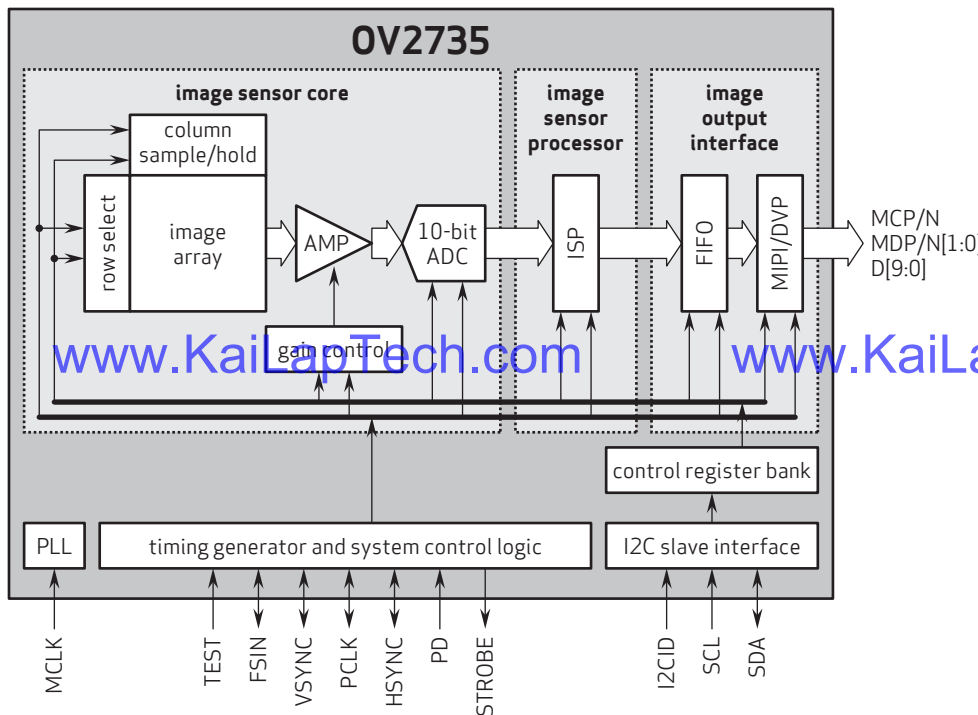 OV2735
image sensor core
image
sensor
processor
image
output
interface
column
sample/hold
row select
image
array
AMP
10-bit
ADC
ISP
FIFO
MIPI/DVP
MCP/N
MDP/N[1:0]
D[9:0]
gain control
www.KaiLapTech.com
www.KaiLa
control register bank
PLL
timing generator and system control logic
I2C slave interface
MCLK
TEST
FSIN
VSYNC
PCLK
HSYNC
PD
STROBE
I2CID
SCL
SDA